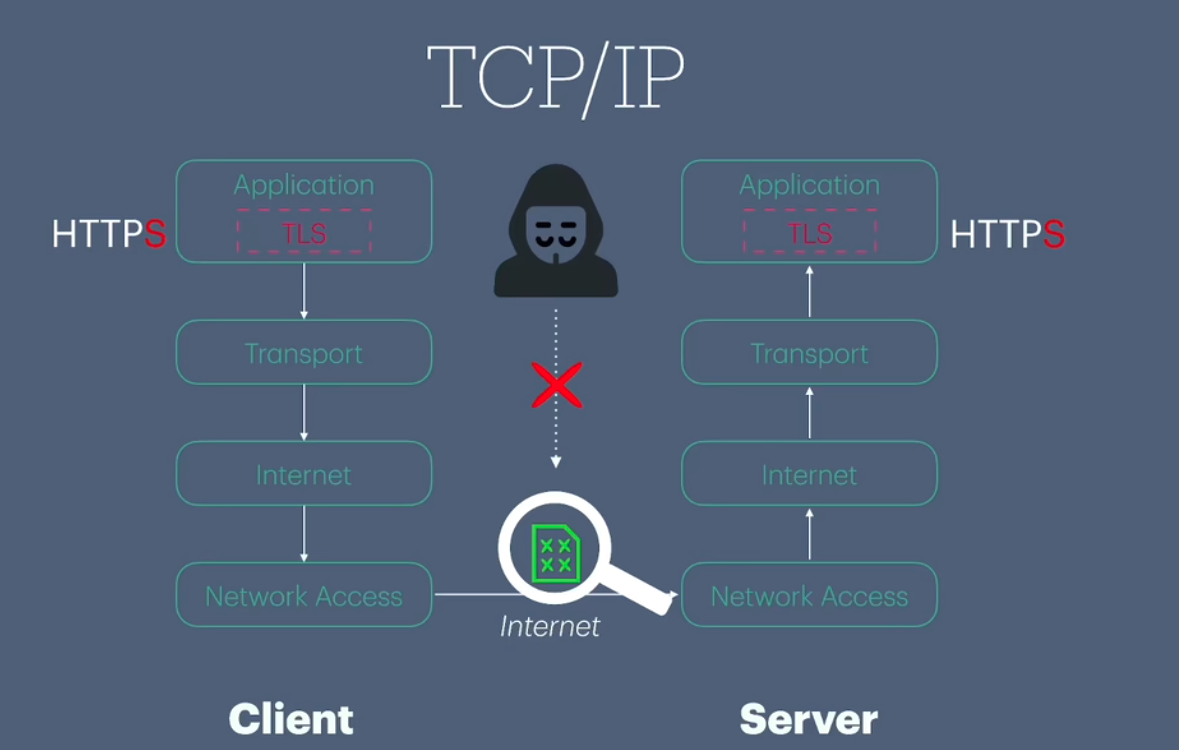 TCP/IP
Application
TLS
HTTPS
Transport
Internet
Network Access
Client
Internet
Application
TLS
HTTPS
Transport
Internet
Network Access
Server